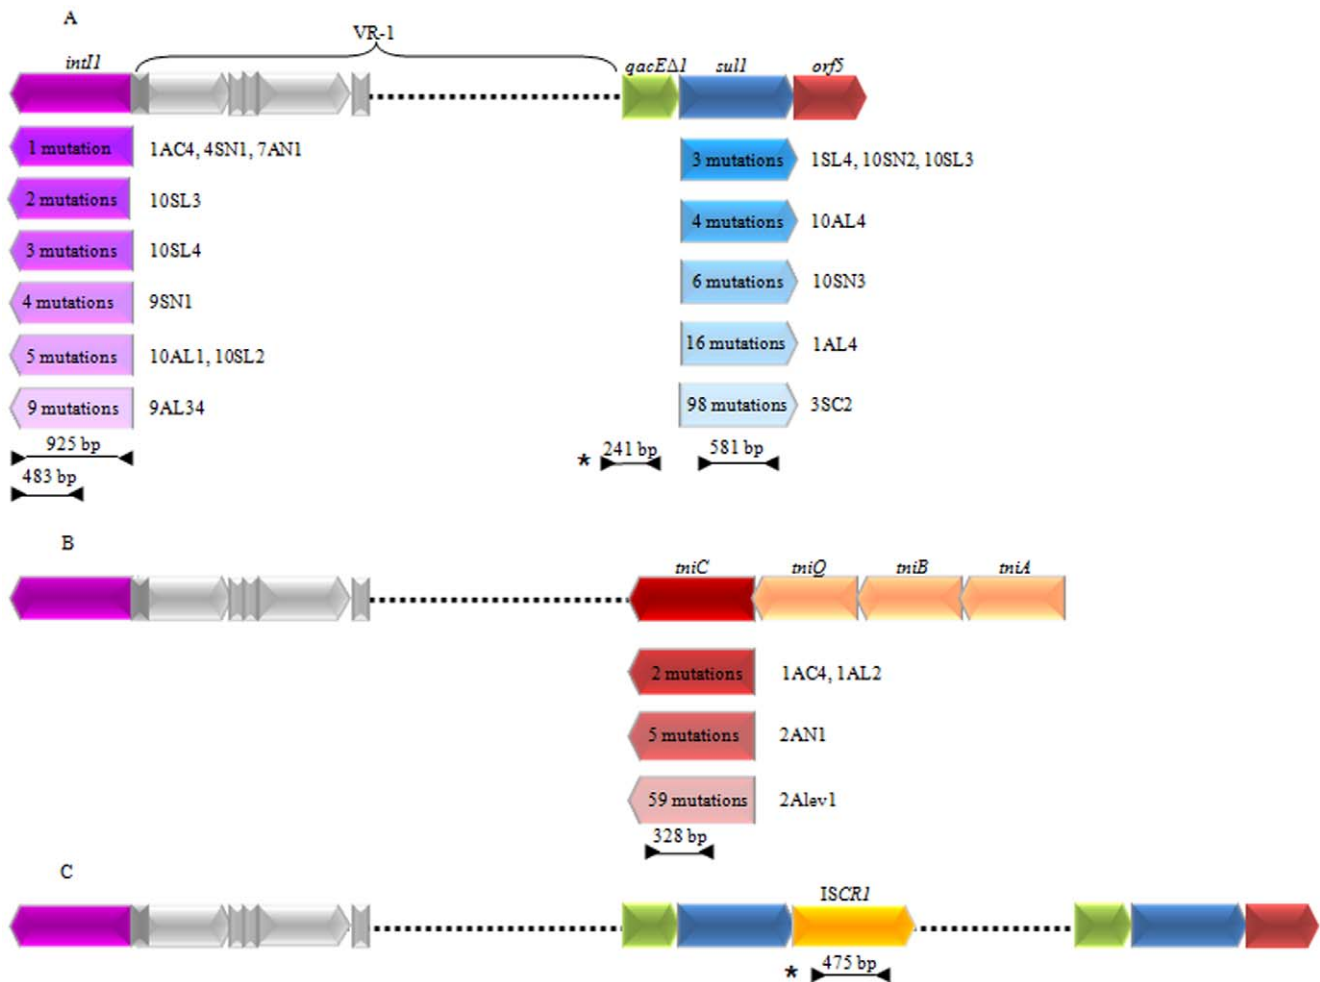 A
VR-1
intI1 qacEΔ1 sul1 orf5
1 mutation 1AC4, 4SN1, 7AN1
3 mutations 1SL4, 10SN2, 10SL3
2 mutations 10SL3
4 mutations 10AL4
3 mutations 10SL4
6 mutations 10SN3
4 mutations 9SN1
16 mutations 1AL4
5 mutations 10AL1, 10SL2
98 mutations 3SC2
9 mutations 9AL34
925 bp * 241 bp 581 bp
483 bp
B
tniC tniQ tniB tniA
2 mutations 1AC4, 1AL2
5 mutations 2AN1
59 mutations 2Alev1
328 bp
C
ISCR1
* 475 bp